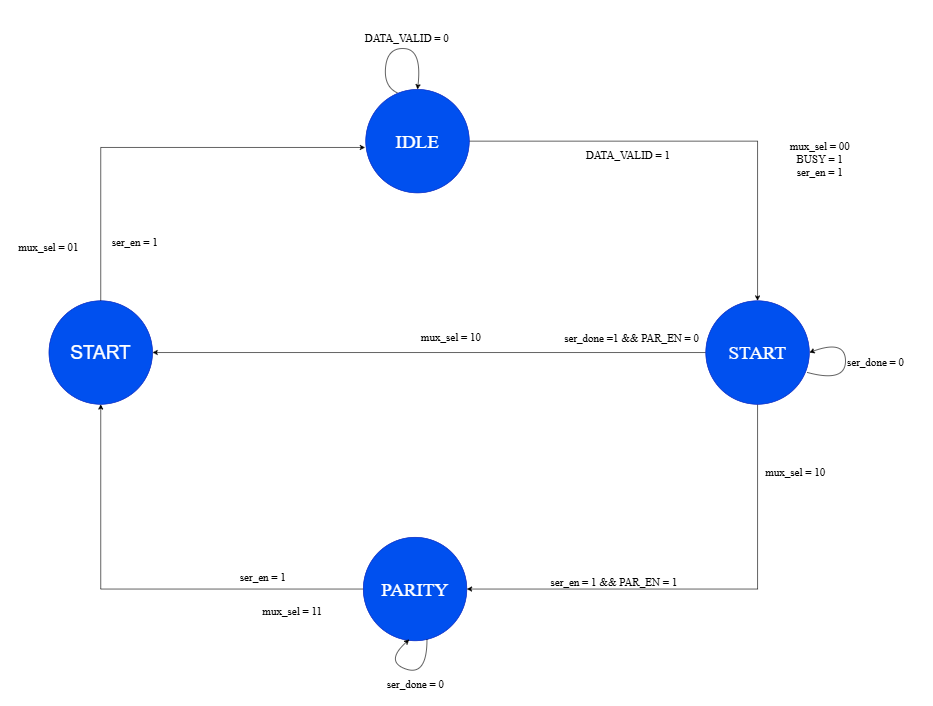 DATA_VALID = 0
IDLE
DATA_VALID = 1
mux_sel = 00
BUSY = 1
ser_en = 1
mux_sel = 01
ser_en = 1
START
mux_sel = 10
ser_done =1 && PAR_EN = 0
START
ser_done = 0
mux_sel = 10
ser_en = 1
mux_sel = 11
PARITY
ser_en = 1 && PAR_EN = 1
ser_done = 0